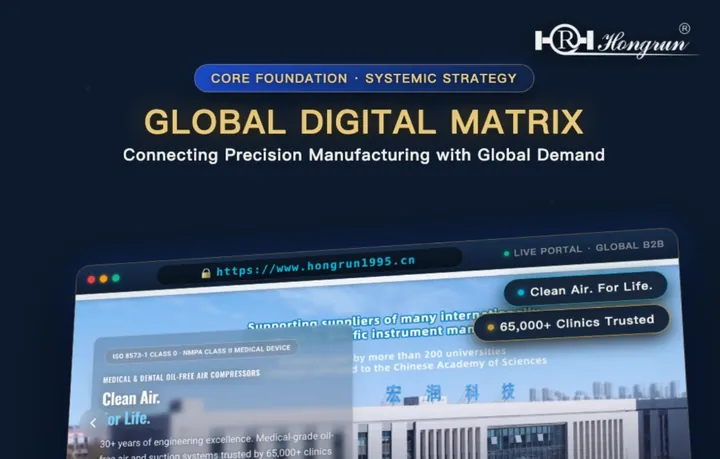 HRH Hongrun®
CORE FOUNDATION · SYSTEMIC STRATEGY
GLOBAL DIGITAL MATRIX
Connecting Precision Manufacturing with Global Demand
https://www.hongrun1995.cn
LIVE PORTAL · GLOBAL B2B
Clean Air. For Life.
65,000+ Clinics Trusted
Supporting suppliers of many
instrument
by more than 200 universities
to the Chinese Academy of Sciences
宏润科技
ISO 8573-1 CLASS 0 · NMPA CLASS II MEDICAL DEVICE
MEDICAL & DENTAL OIL-FREE AIR COMPRESSORS
Clean Air.
For Life.
30+ years of engineering excellence. Medical-grade oil-
free air and suction systems trusted by 65,000+ clinics